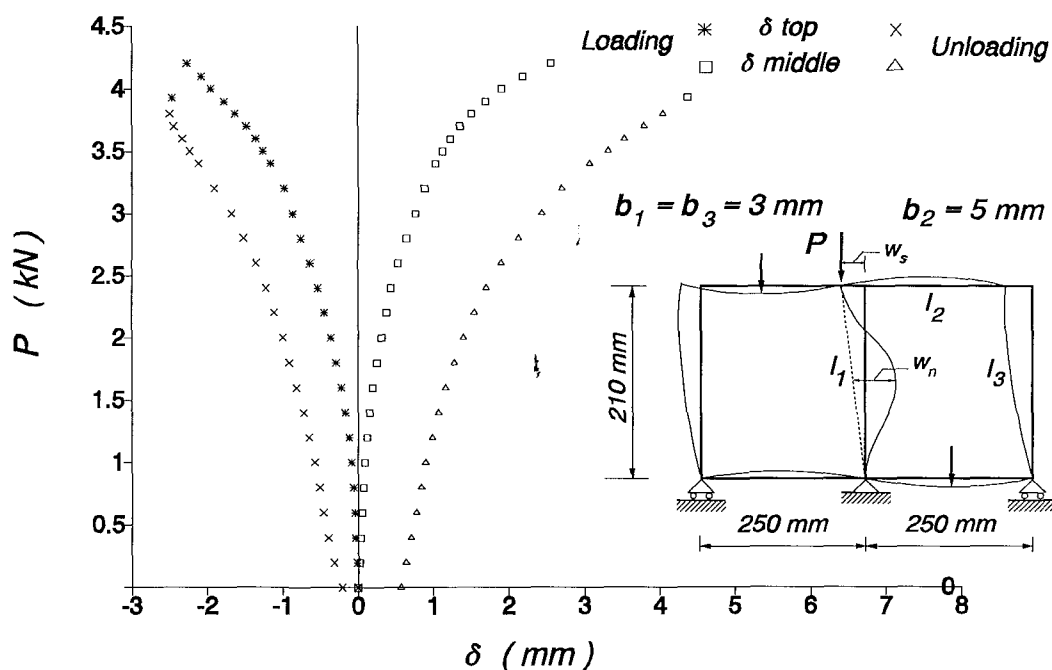 4.5
4
3.5
3
2.5
2
1.5
1
0.5
P (kN)
-3 -2 -1 0 1 2 3 4 5 6 7 8
0
δ (mm)
Loading δ top Unloading
δ middle
b1 = b3 = 3 mm b2 = 5 mm
P ws
l2
l1 wn l3
210 mm
250 mm 250 mm